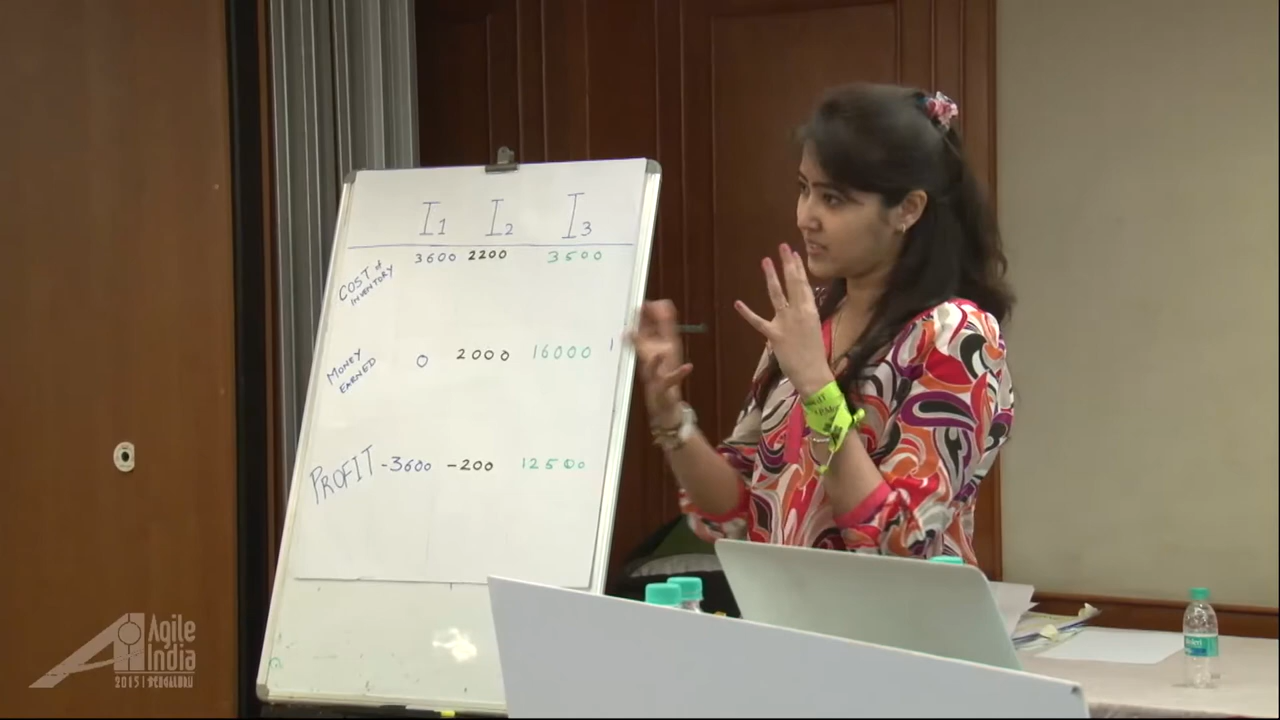 I1 I2 I3
COST of INVENTORY 3600 2200 3500
MONEY EARNED 0 2000 16000 1
PROFIT -3600 -200 12500
Agile
India
2015 | BENGALURU